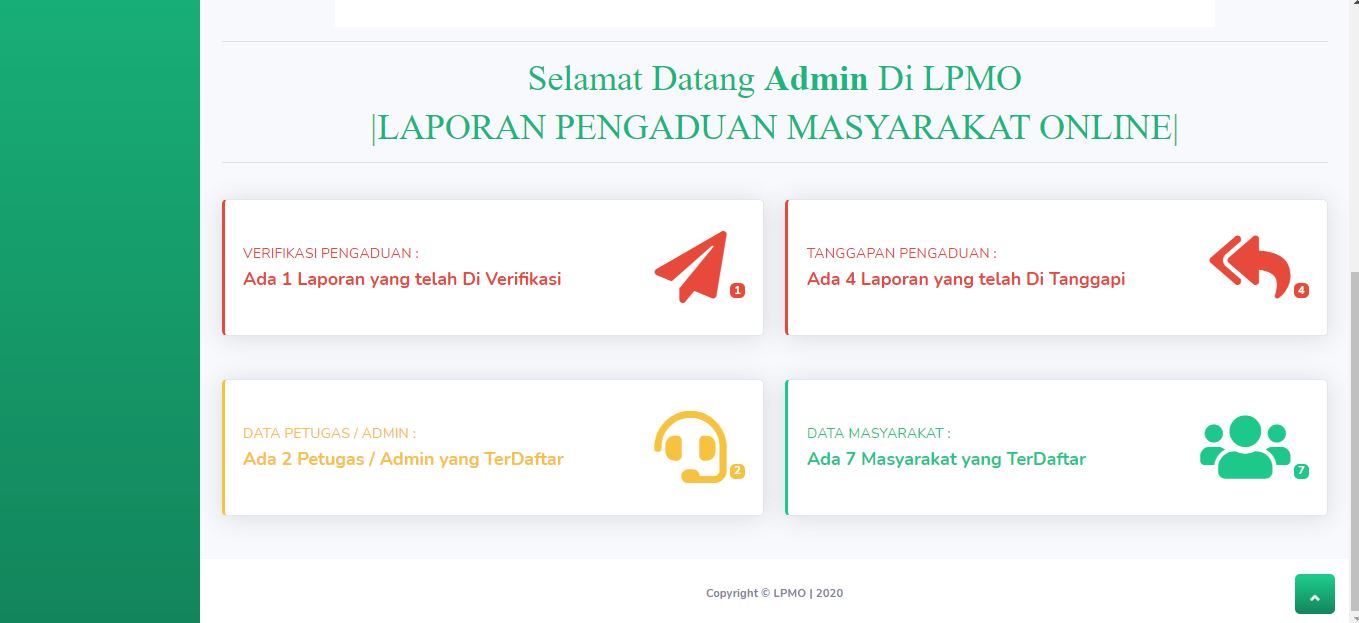 Selamat Datang Admin Di LPMO
|LAPORAN PENGADUAN MASYARAKAT ONLINE|
VERIFIKASI PENGADUAN :
Ada 1 Laporan yang telah Di Verifikasi
1
TANGGAPAN PENGADUAN :
Ada 4 Laporan yang telah Di Tanggapi
4
DATA PETUGAS / ADMIN :
Ada 2 Petugas / Admin yang TerDaftar
2
DATA MASYARAKAT :
Ada 7 Masyarakat yang TerDaftar
7
Copyright © LPMO | 2020